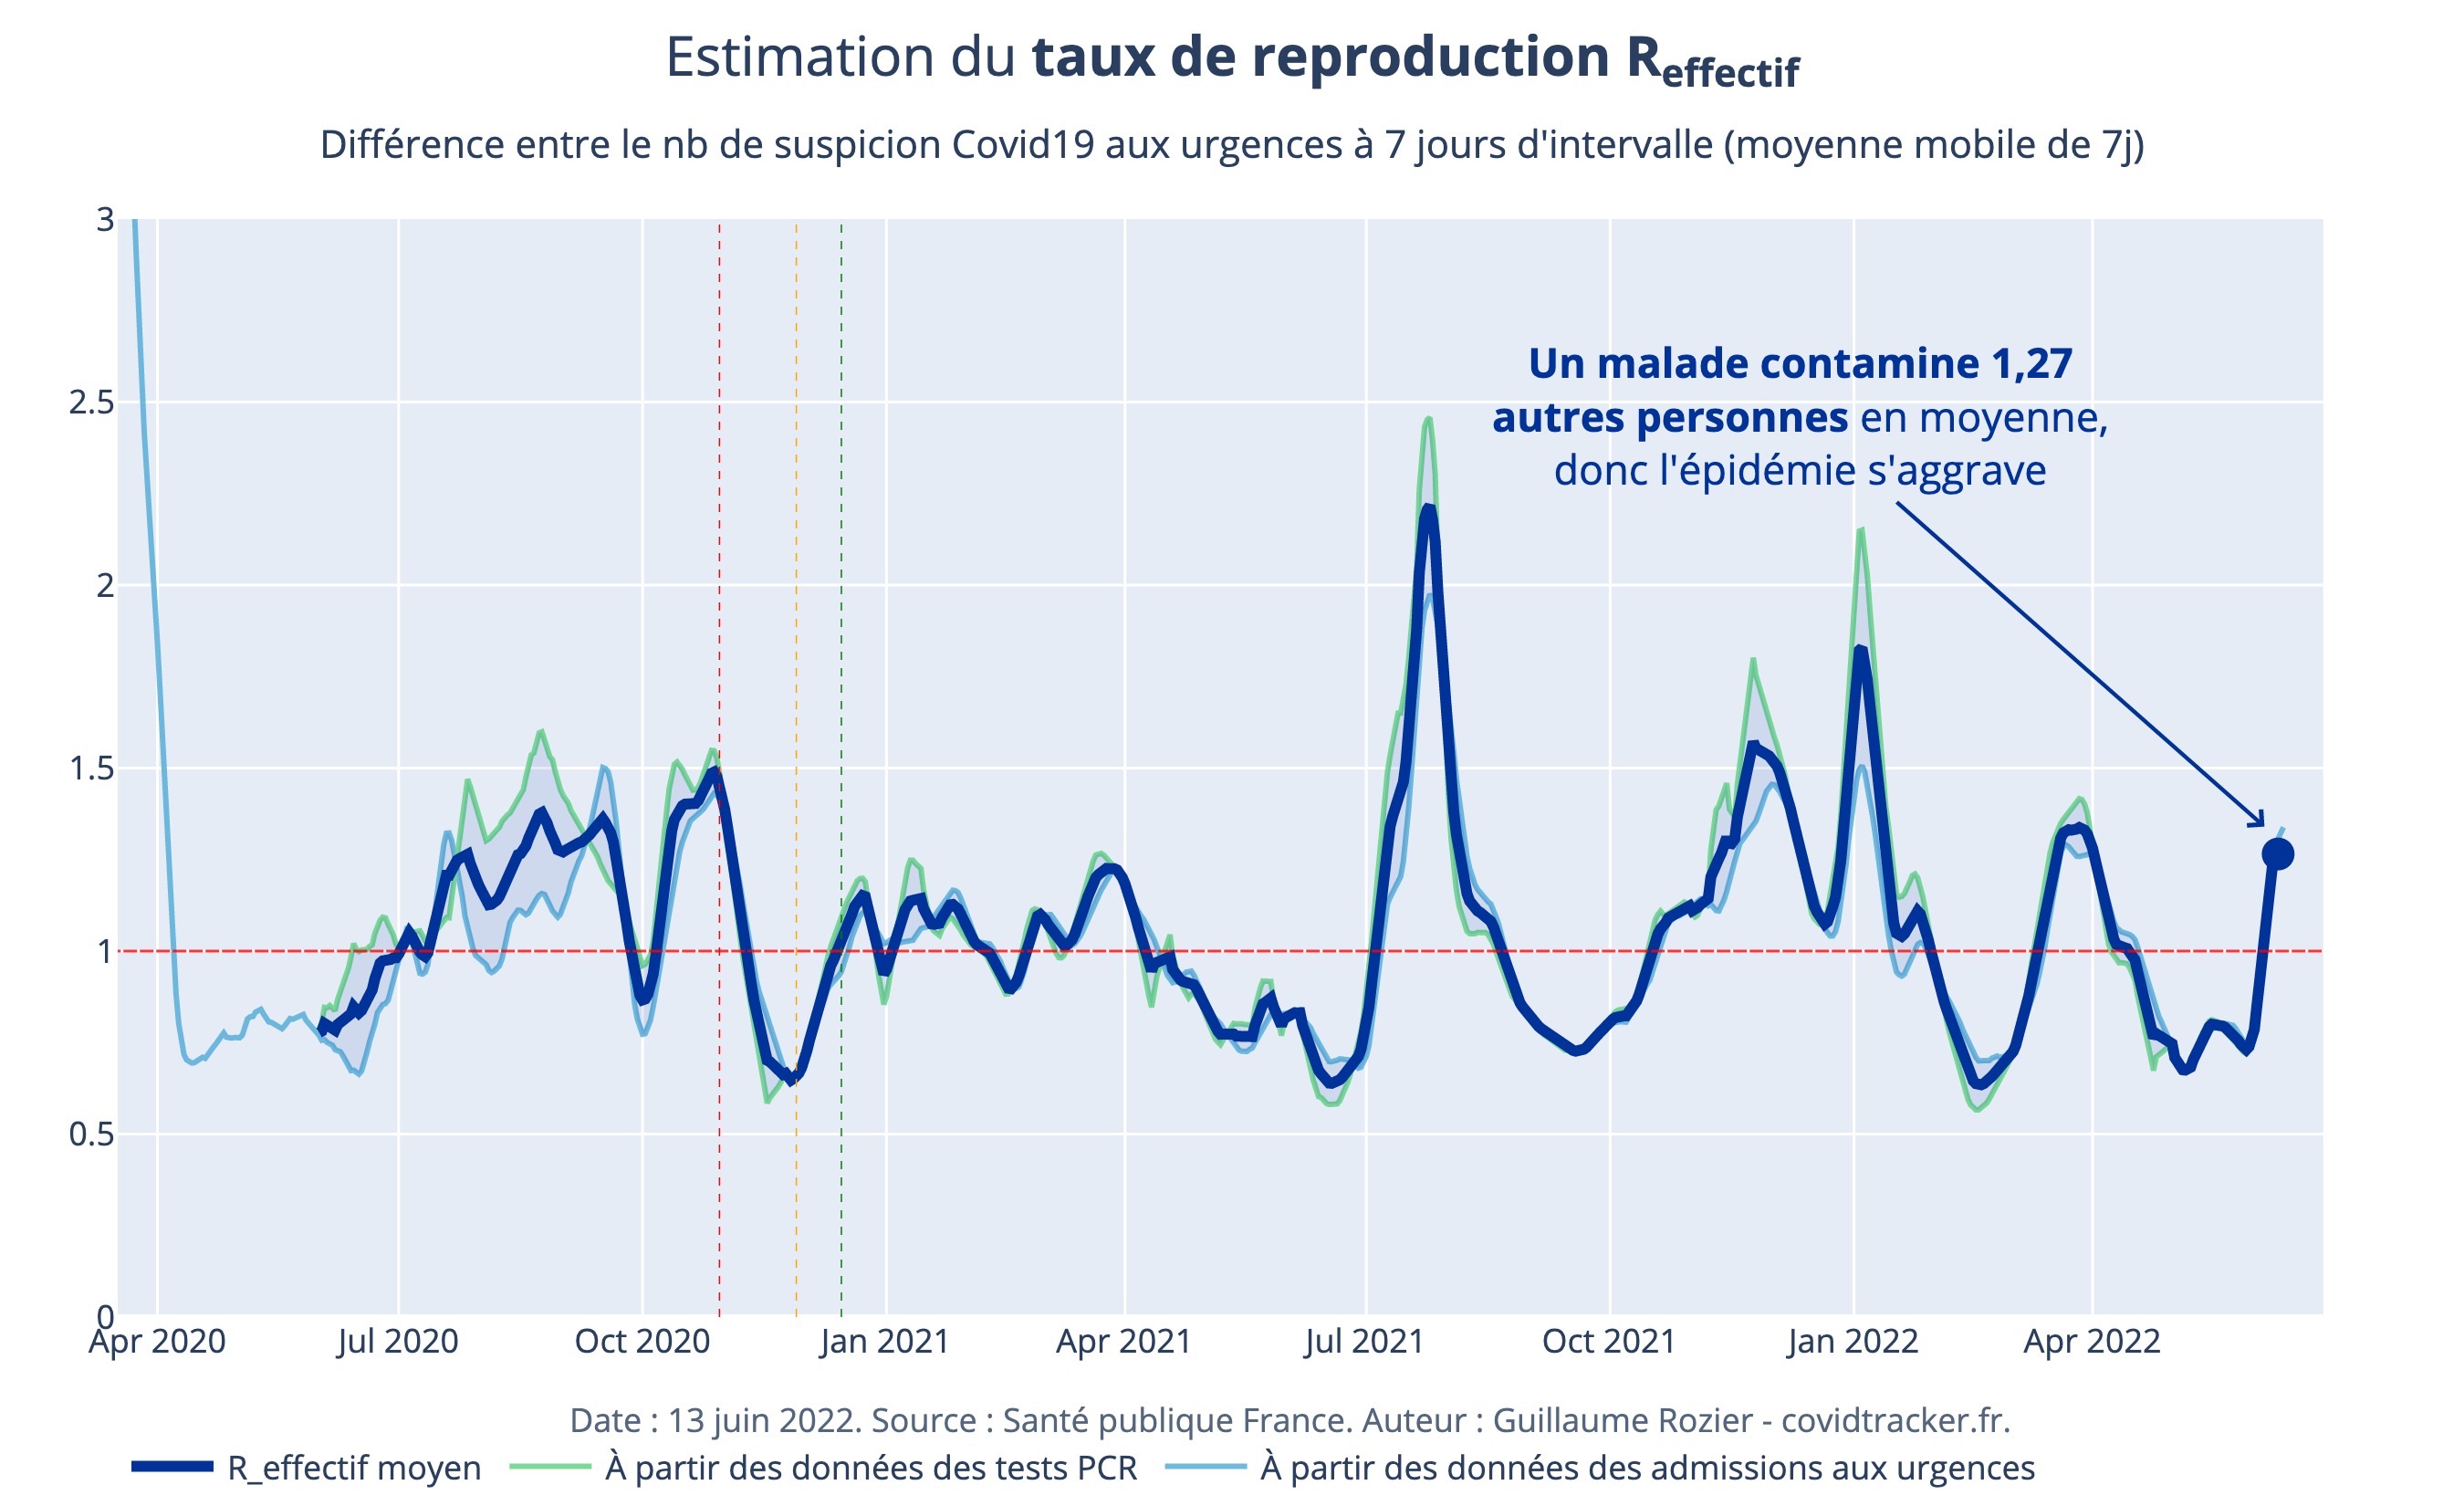 Estimation du taux de reproduction Reffectif
Différence entre le nb de suspicion Covid19 aux urgences à 7 jours d'intervalle (moyenne mobile de 7j)
3
2.5
2
1.5
1
0.5
0
Un malade contamine 1,27
autres personnes en moyenne,
donc l'épidémie s'aggrave
Apr 2020 Jul 2020 Oct 2020 Jan 2021 Apr 2021 Jul 2021 Oct 2021 Jan 2022 Apr 2022
Date : 13 juin 2022. Source : Santé publique France. Auteur : Guillaume Rozier - covidtracker.fr.
R_effectif moyen À partir des données des tests PCR À partir des données des admissions aux urgences